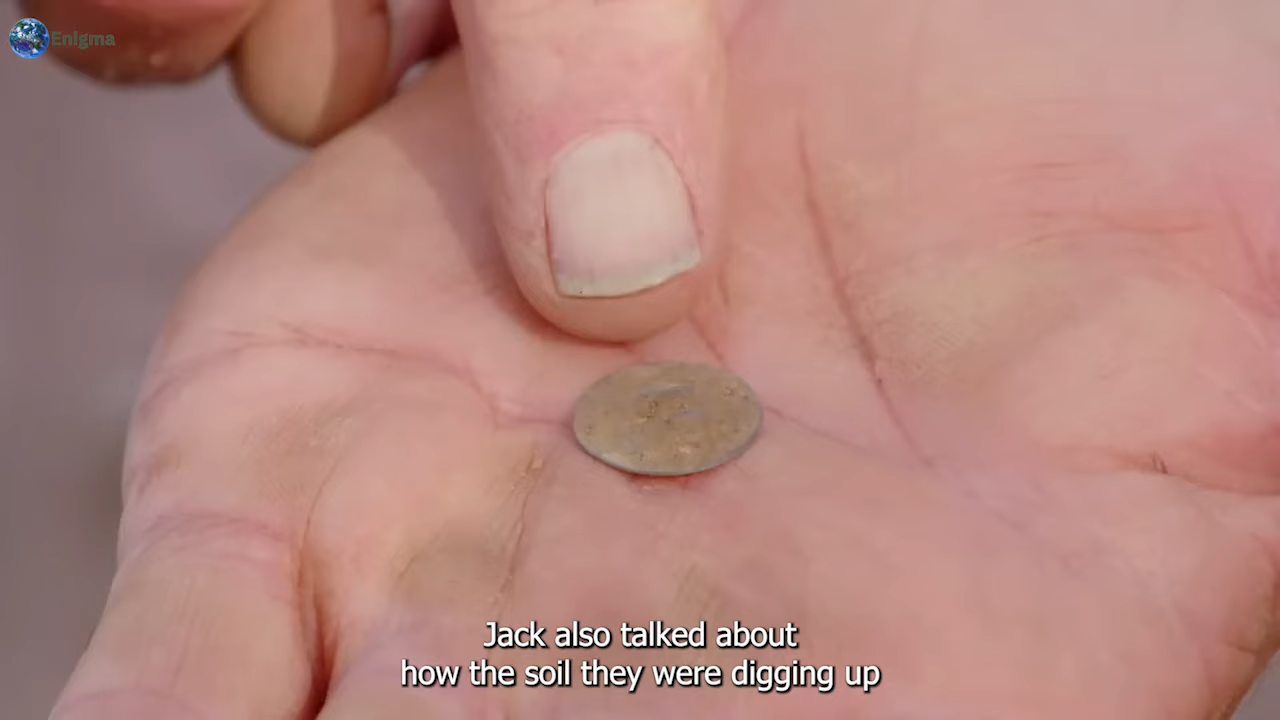 Enigma
Jack also talked about
how the soil they were digging up